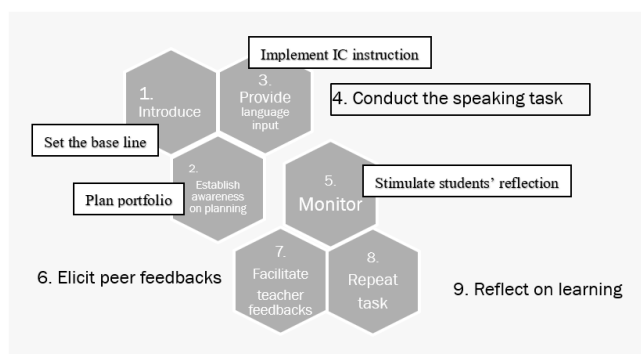 Implement IC instruction
1.
Introduce
3.
Provide
language
input
4. Conduct the speaking task
Set the base line
2.
Establish
awareness
on planning
Plan portfolio
5.
Monitor
Stimulate students' reflection
6. Elicit peer feedbacks
7.
Facilitate
teacher
feedbacks
8.
Repeat
task
9. Reflect on learning